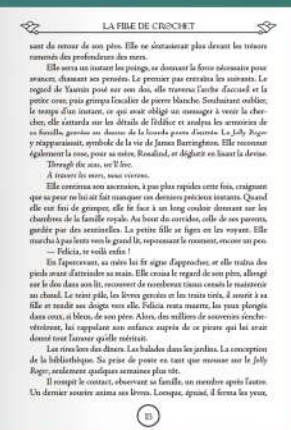 LA FILLE DE CROCHET
sant du retour de son père. Elle ne s'extasierait plus devant les trésors
ramenés des profondeurs des mers.
Elle serra un instant les poings, se donnant la force nécessaire pour
avancer, chassant ses pensées. Le premier pas entraîna les suivants. Le
regard de Yasmin posé sur son dos, elle traversa l'arche d'accueil et la
petite cour, puis grimpa l'escalier de pierre blanche. Souhaitant oublier,
le temps d'un instant, ce qui avait obligé un messager à venir la cher-
cher, elle s'attarda sur les détails de l'édifice et analysa les armoiries de
sa famille, gravées au dessus de la lourde porte d'entrée. Le Jolly Roger
y réapparaissait, symbole de la vie de James Barrington. Elle reconnut
également la rose, pour sa mère, Rosalind, et déglutit en lisant la devise.
Through the seas, we'll live.
À travers les mers, nous vivrons.
Elle continua son ascension, à pas plus rapides cette fois, craignant
que sa peur ne lui ait fait manquer ces derniers précieux instants. Quand
elle eut fini de grimper, elle fit face à un long couloir donnant sur les
chambres de la famille royale. Au bout du corridor, celle de ses parents,
gardée par des sentinelles. La petite fille se figea en les voyant. Elle
marcha à pas lents vers le grand lit, repoussant le moment, encore un peu.
— Felicia, te voilà enfin !
En l'apercevant, sa mère lui fit signe d'approcher, et elle traîna des
pieds avant d'atteindre sa main. Elle croisa le regard de son père, allongé
sur le dos dans son lit, recouvert de nombreux tissus censés le maintenir
au chaud. Le teint pâle, les lèvres gercées et les traits tirés, il sourit à sa
fille et tendit ses doigts vers elle. Felicia resta muette, les yeux plongés
dans ceux, si bleus, de son père. Alors, des milliers de souvenirs s'enche-
vêtrèrent, lui rappelant son enfance auprès de ce pirate qui lui avait
donné tout l'amour qu'elle méritait.
Les rires lors des dîners. Les balades dans les jardins. La conception
de la bibliothèque. Sa prise de poste en tant que mousse sur le Jolly
Roger, seulement quelques semaines plus tôt.
Il rompit le contact, observant sa famille, un membre après l'autre.
Un dernier sourire anima ses lèvres. Lorsque, épuisé, il ferma les yeux,